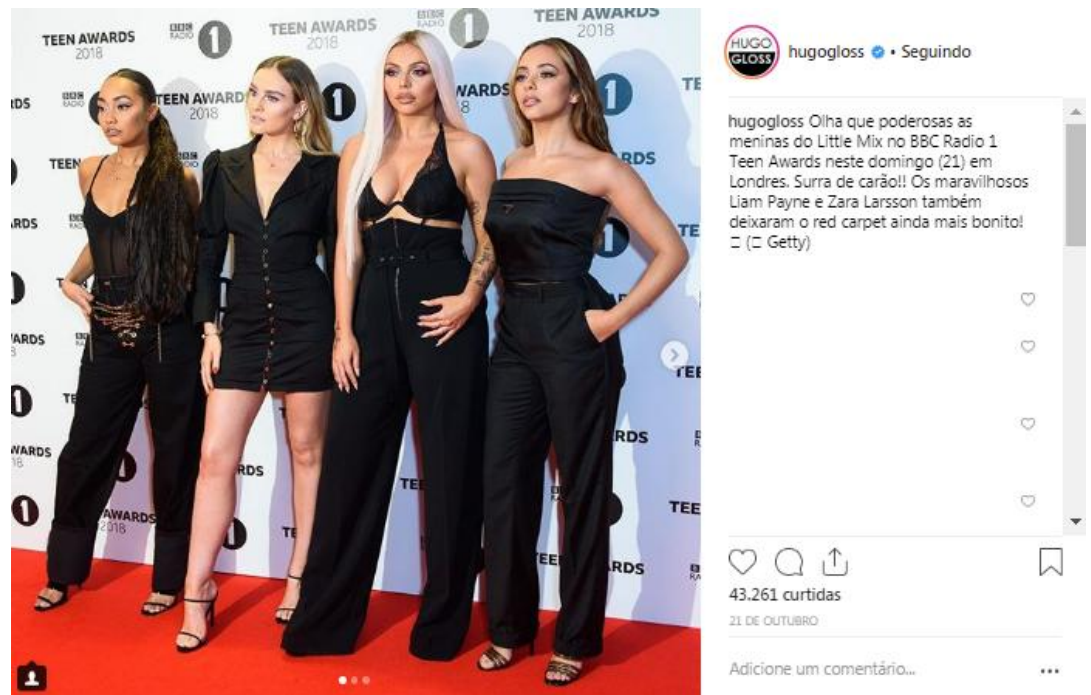 TEEN AWARDS
2018
BBC
RADIO
1
TEEN AWARDS
2018
BBC
RADIO
1
TEEN AWARDS
2018
HUGO
GLOSS
hugogloss • Seguindo
hugogloss Olha que poderosas as
meninas do Little Mix no BBC Radio 1
Teen Awards neste domingo (21) em
Londres. Surra de carão!! Os maravilhosos
Liam Payne e Zara Larsson também
deixaram o red carpet ainda mais bonito!
(Getty)
43.261 curtidas
21 DE OUTUBRO
Adicione um comentário...